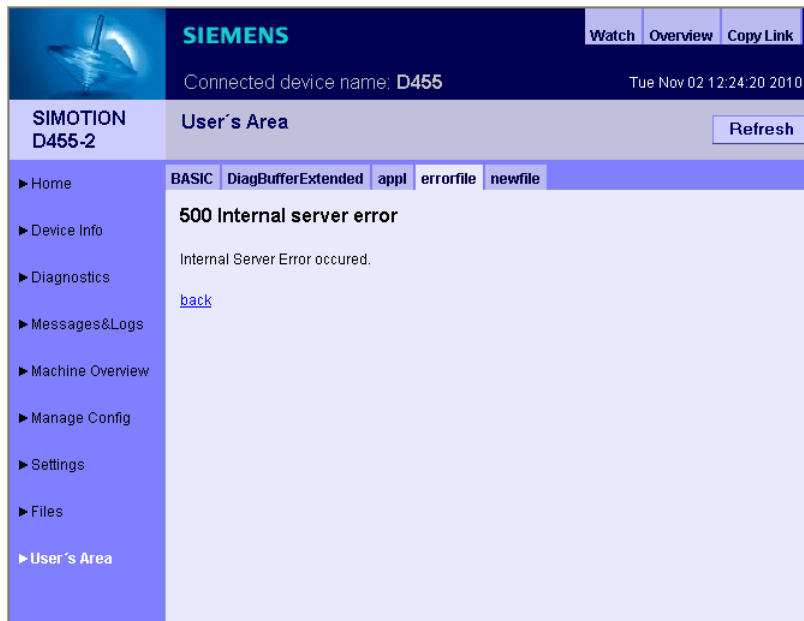 SIEMENS
Watch Overview Copy Link
Connected device name: D455
Tue Nov 02 12:24:20 2010
SIMOTION
D455-2
User´s Area
Refresh
BASIC DiagBufferExtended appl errorfile newfile
►Home
►Device Info
►Diagnostics
►Messages&Logs
►Machine Overview
►Manage Config
►Settings
►Files
►User´s Area
500 Internal server error
Internal Server Error occured.
back